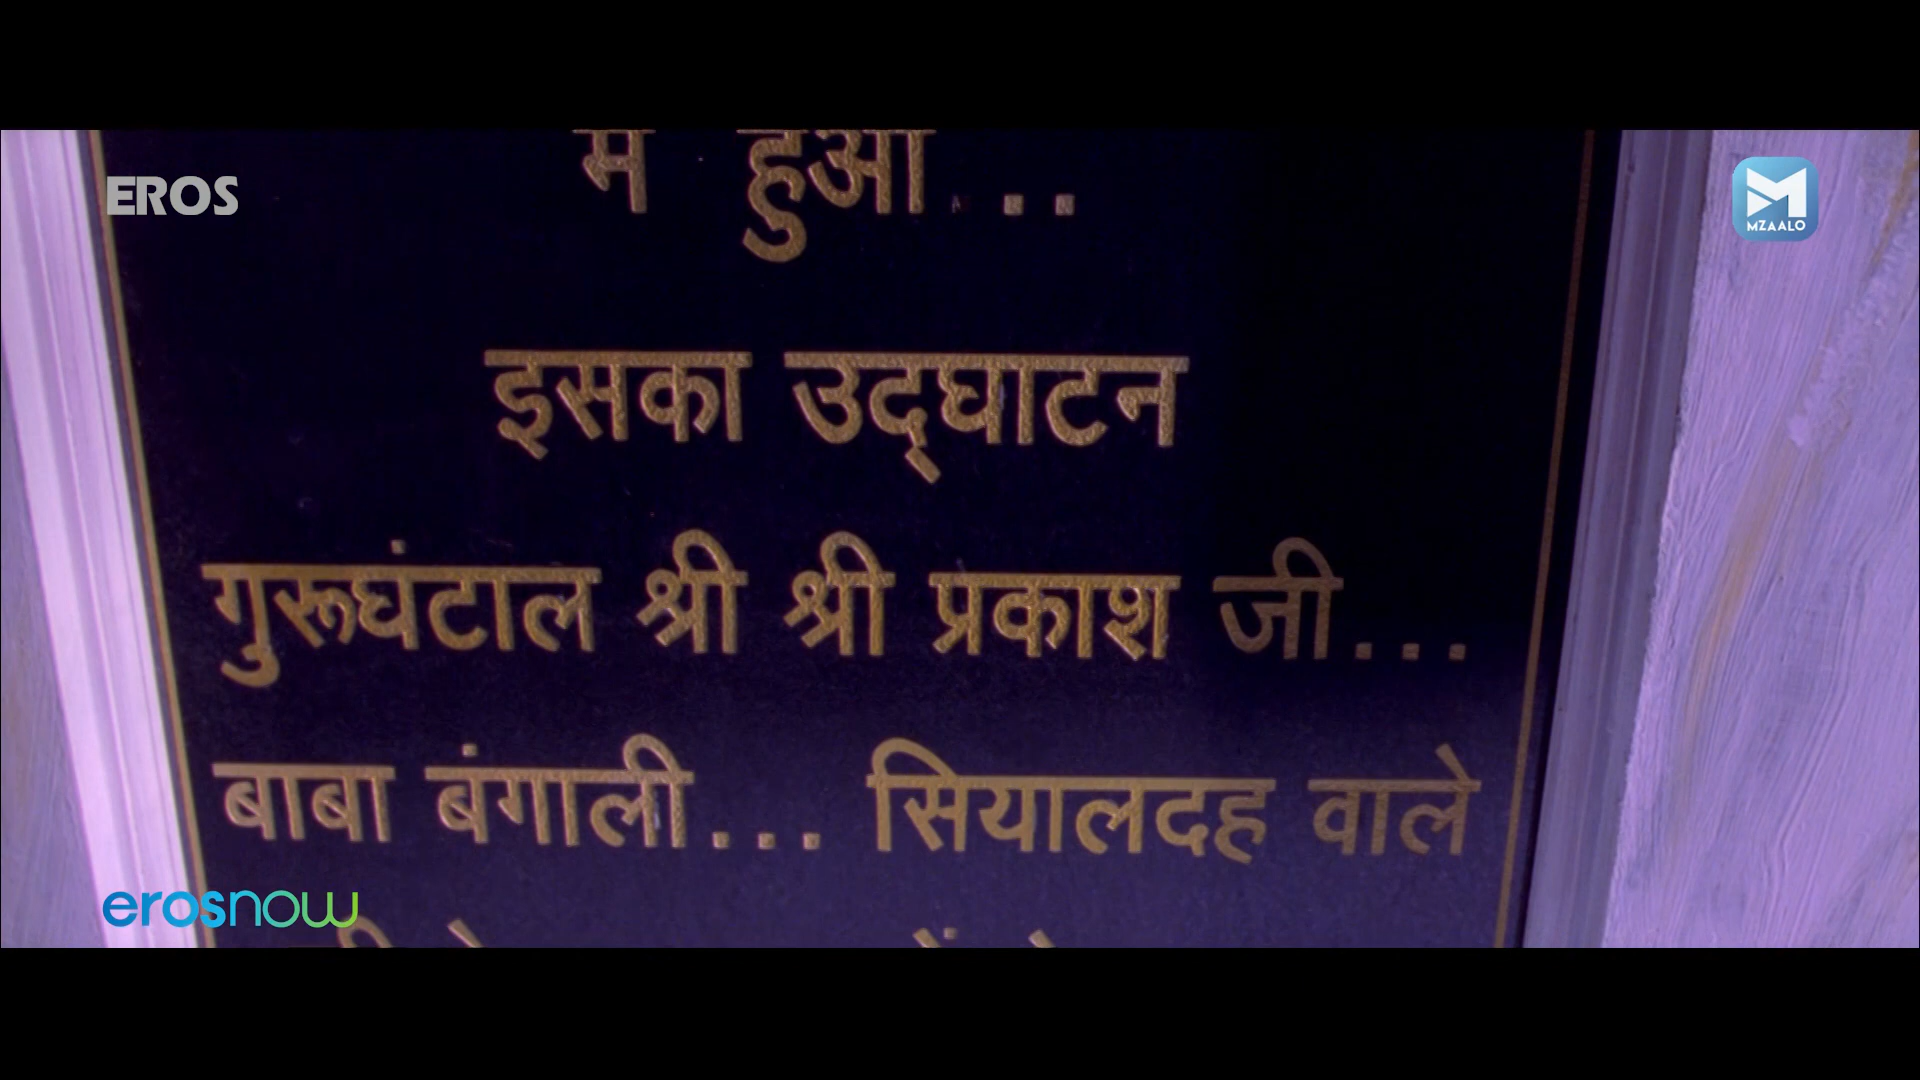 में हुआ...
EROS
MZAALO
इसका उद्घाटन
गुरूघंटाल श्री श्री प्रकाश जी...
बाबा बंगाली... सियालदह वाले
erosnow